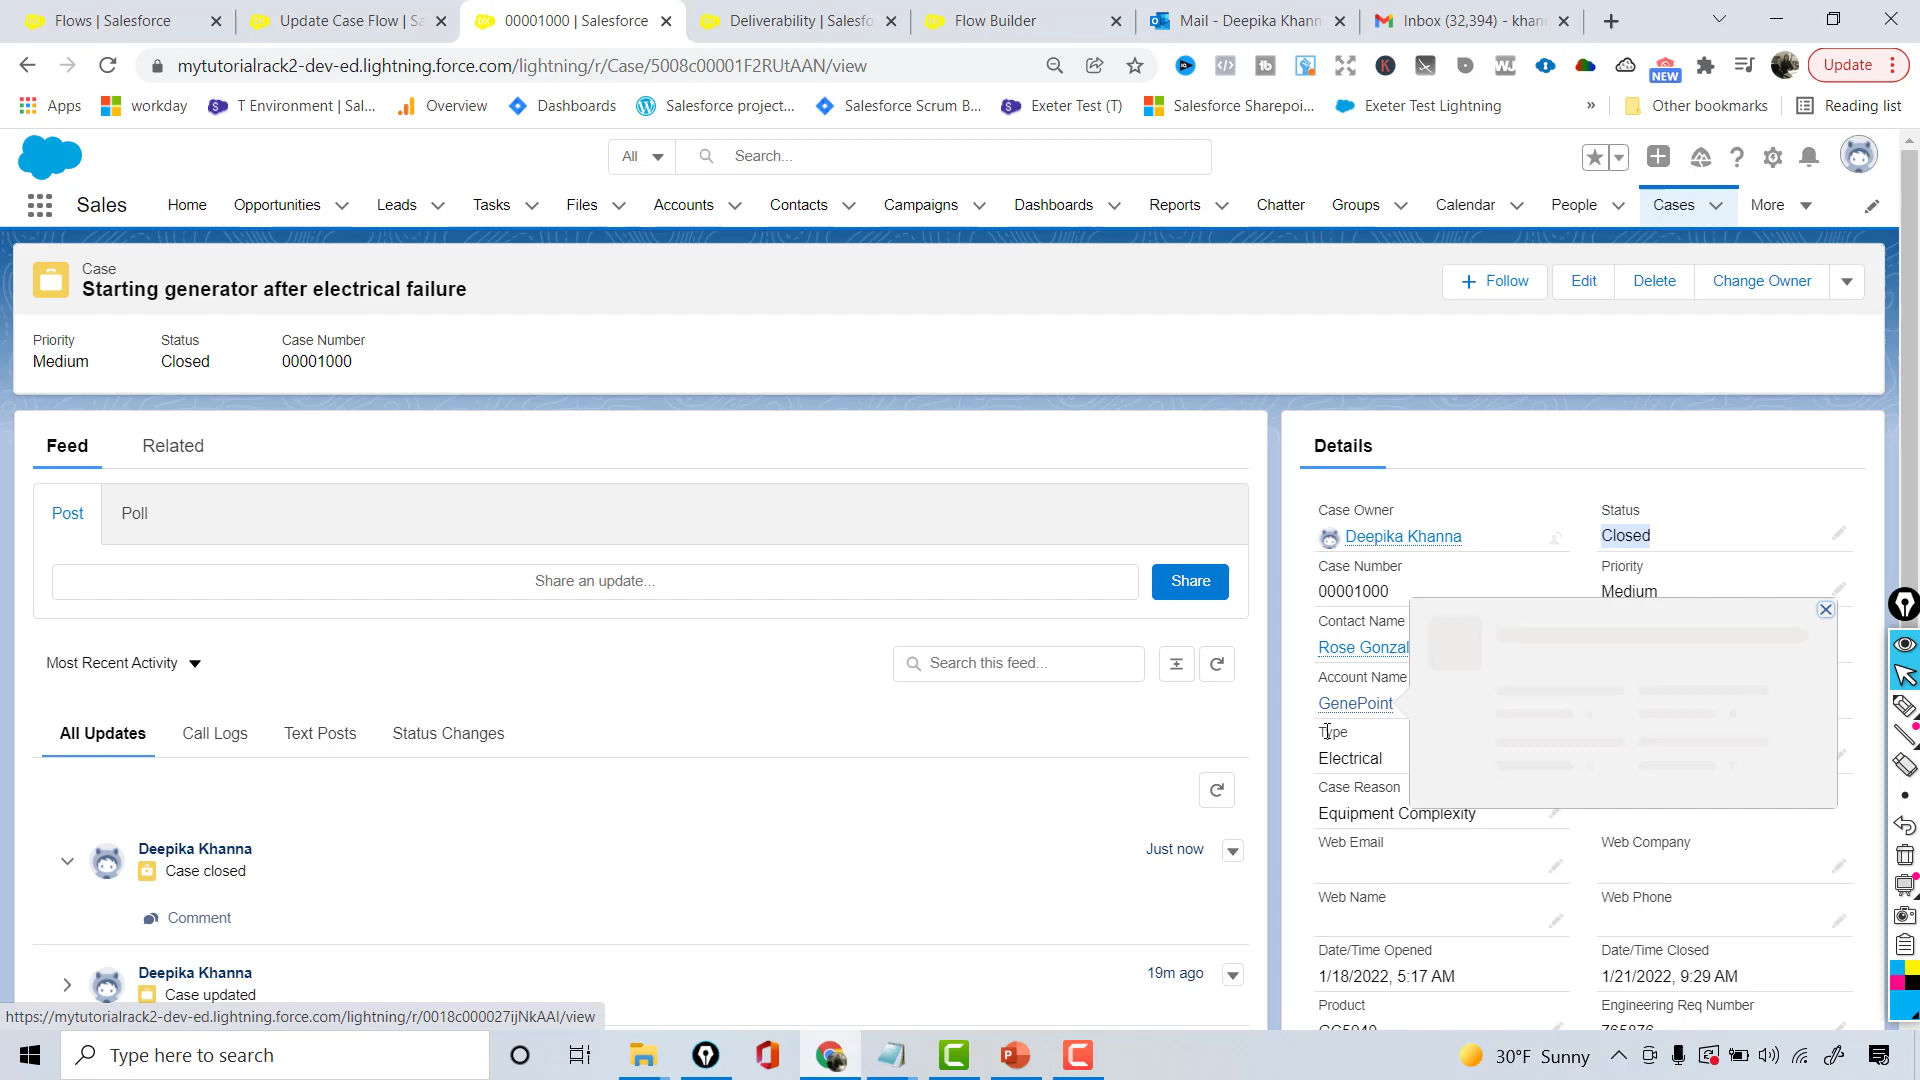 Flows | Salesforce
Update Case Flow | Sa
00001000 | Salesforce
Deliverability | Salesfo
Flow Builder
Mail - Deepika Khann
Inbox (32,394) - khan
mytutorialrack2-dev-ed.lightning.force.com/lightning/r/Case/5008c00001F2RUtAAN/view
NEW
Update
Apps
workday
T Environment | Sal...
Overview
Dashboards
Salesforce project...
Salesforce Scrum B...
Exeter Test (T)
Salesforce Sharepoi...
Exeter Test Lightning
»
Other bookmarks
Reading list
All
Search...
Sales
Home
Opportunities
Leads
Tasks
Files
Accounts
Contacts
Campaigns
Dashboards
Reports
Chatter
Groups
Calendar
People
Cases
More
Case
Starting generator after electrical failure
Follow
Edit
Delete
Change Owner
Priority
Medium
Status
Closed
Case Number
00001000
Feed
Related
Post
Poll
Share an update...
Share
Most Recent Activity
Search this feed...
All Updates
Call Logs
Text Posts
Status Changes
Deepika Khanna
Case closed
Just now
Comment
Deepika Khanna
Case updated
19m ago
Details
Case Owner
Deepika Khanna
Status
Closed
Case Number
00001000
Priority
Medium
Contact Name
Rose Gonzal
Account Name
GenePoint
Type
Electrical
Case Reason
Equipment Complexity
Web Email
Web Company
Web Name
Web Phone
Date/Time Opened
1/18/2022, 5:17 AM
Date/Time Closed
1/21/2022, 9:29 AM
Product
GC5040
Engineering Req Number
765876
https://mytutorialrack2-dev-ed.lightning.force.com/lightning/r/0018c000027ijNkAAI/view
Type here to search
30°F Sunny